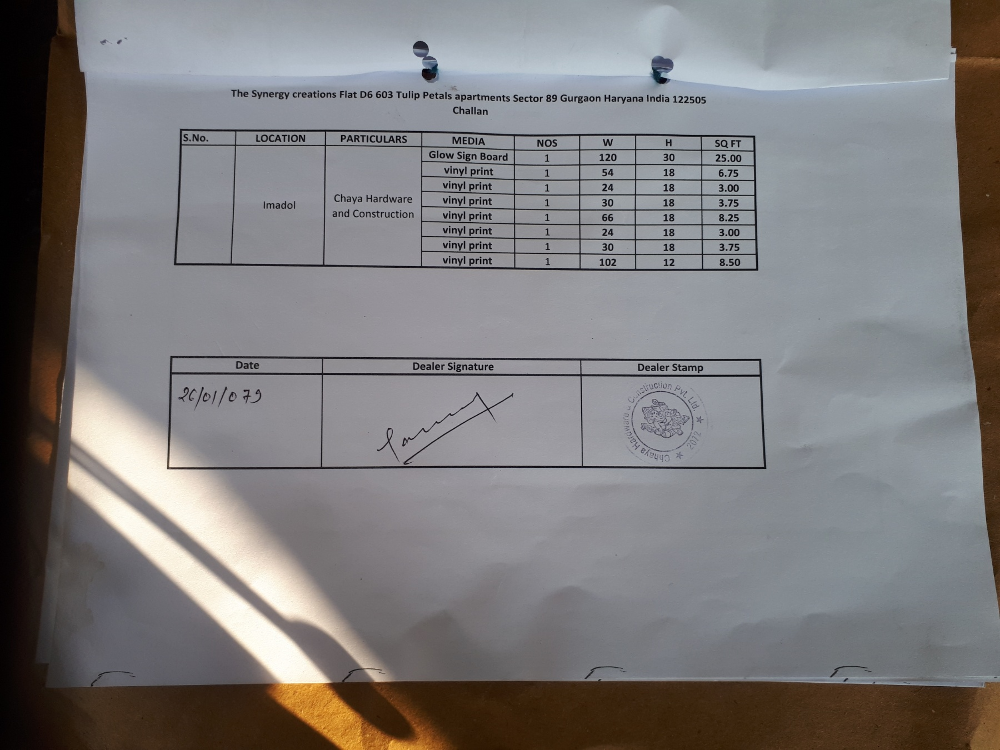 The Synergy creations Flat D6 603 Tulip Petals apartments Sector 89 Gurgaon Haryana India 122505
Challan
S.No. LOCATION PARTICULARS MEDIA NOS W H SQ FT
Imadol
Chaya Hardware
and Construction
Glow Sign Board 1 120 30 25.00
vinyl print 1 54 18 6.75
vinyl print 1 24 18 3.00
vinyl print 1 30 18 3.75
vinyl print 1 66 18 8.25
vinyl print 1 24 18 3.00
vinyl print 1 30 18 3.75
vinyl print 1 102 12 8.50
Date Dealer Signature Dealer Stamp
26/01/079
Chhaya Hardware & Construction Pvt. Ltd. ★ 2072 ★